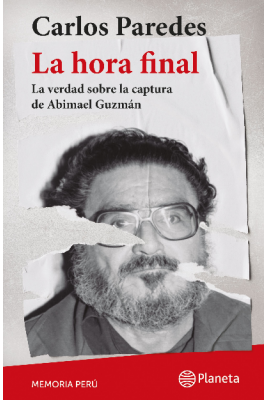 Carlos Paredes
La hora final
La verdad sobre la captura
de Abimael Guzmán
MEMORIA PERÚ
Planeta